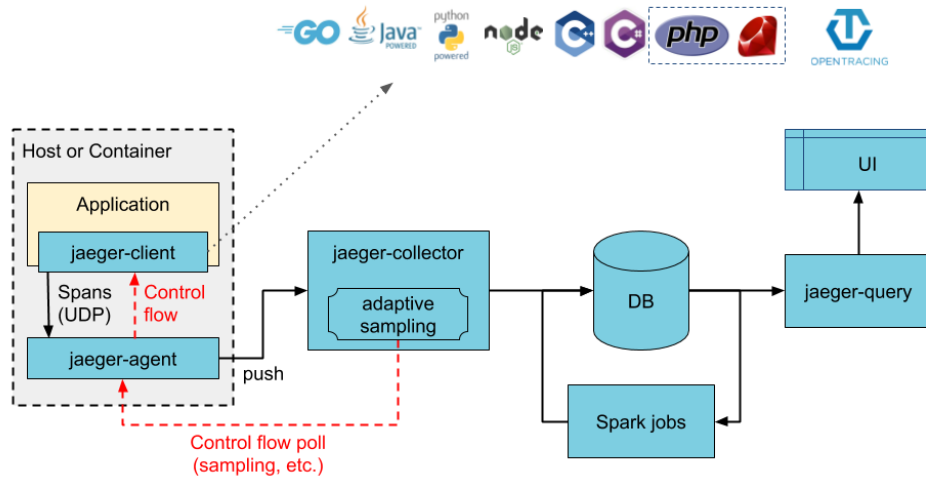 GO
Java
POWERED
python
powered
node
JS
C++
C#
php
OPENTRACING
Host or Container
Application
jaeger-client
Spans
(UDP)
Control
flow
jaeger-agent
push
jaeger-collector
adaptive
sampling
Control flow poll
(sampling, etc.)
DB
Spark jobs
UI
jaeger-query